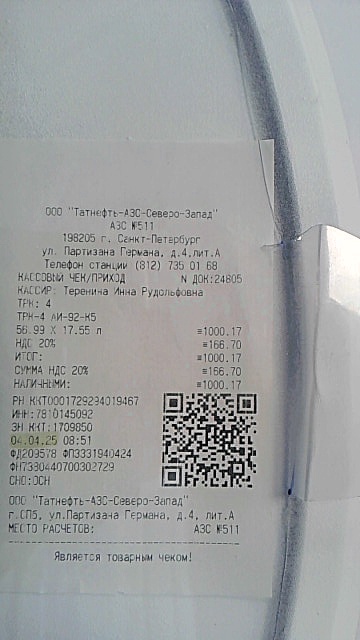 ООО "Татнефть-АЗС-Северо-Запад"
АЗС №511
198205 г. Санкт-Петербург
ул. Партизана Германа, д.4,лит.А
Телефон станции (812) 735 01 68
КАССОВЫЙ ЧЕК/ПРИХОД N ДОК:24805
КАССИР: Теренина Инна Рудольфовна
ТРК: 4
ТРК-4 АИ-92-К5
56.99 X 17.55 л =1000.17
НДС 20% =166.70
ИТОГ: =1000.17
СУММА НДС 20% =166.70
НАЛИЧНЫМИ: =1000.17
РН ККТ0001729294019467
ИНН:7810145092
ЗН ККТ:1709850
04.04.25 08:51
ФД209578 ФП3331940424
ФН7380440700302729
СНО:ОСН
ООО "Татнефть-АЗС-Северо-Запад"
г.СПб, ул.Партизана Германа, д.4, лит.А
МЕСТО РАСЧЕТОВ: АЗС №511
Является товарным чеком!